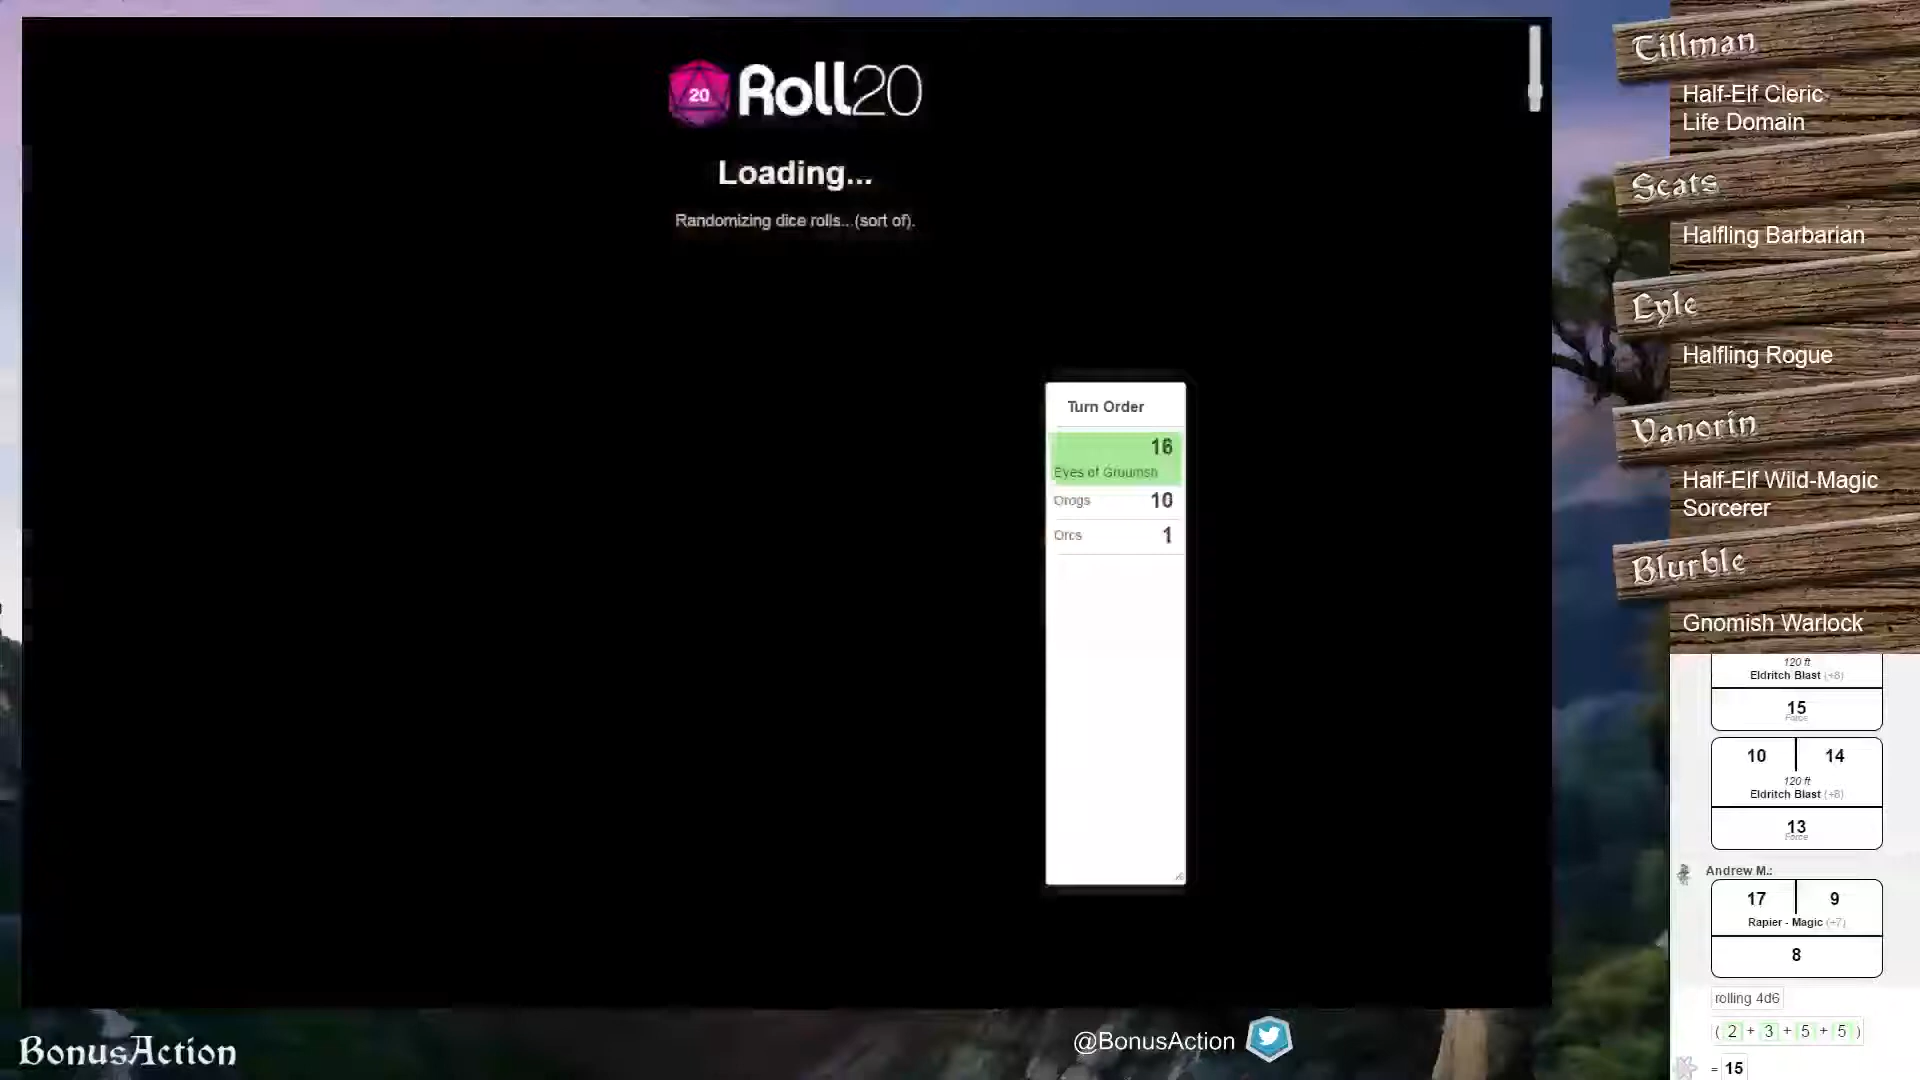 20 Roll20
Loading...
Randomizing dice rolls...(sort of).
Turn Order
16
Eyes of Gruumsh
Orogs 10
Orcs 1
Tillman
Half-Elf Cleric
Life Domain
Scats
Halfling Barbarian
Lyle
Halfling Rogue
Vanorin
Half-Elf Wild-Magic
Sorcerer
Blurble
Gnomish Warlock
120 ft
Eldritch Blast (+8)
15
Force
10 14
120 ft
Eldritch Blast (+8)
13
Force
Andrew M.:
17 9
Rapier - Magic (+7)
8
rolling 4d6
( 2 + 3 + 5 + 5 )
= 15
BonusAction
@BonusAction